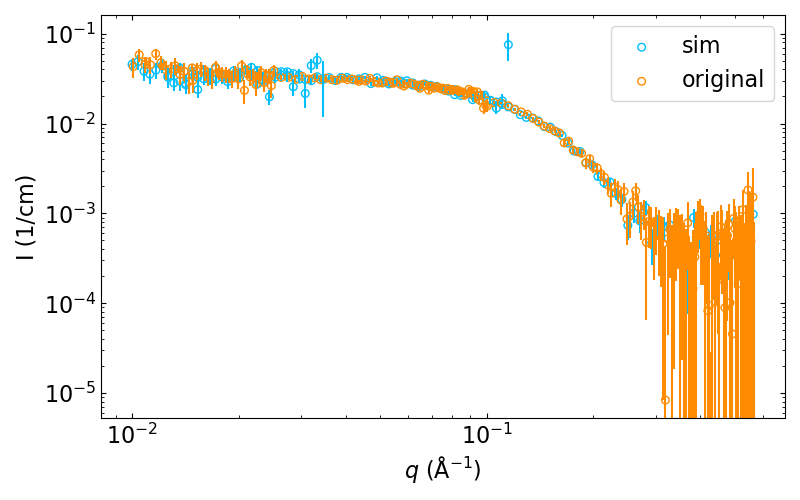 10⁻¹
10⁻²
10⁻³
10⁻⁴
10⁻⁵
I (1/cm)
sim
original
10⁻² 10⁻¹
q (Å⁻¹)